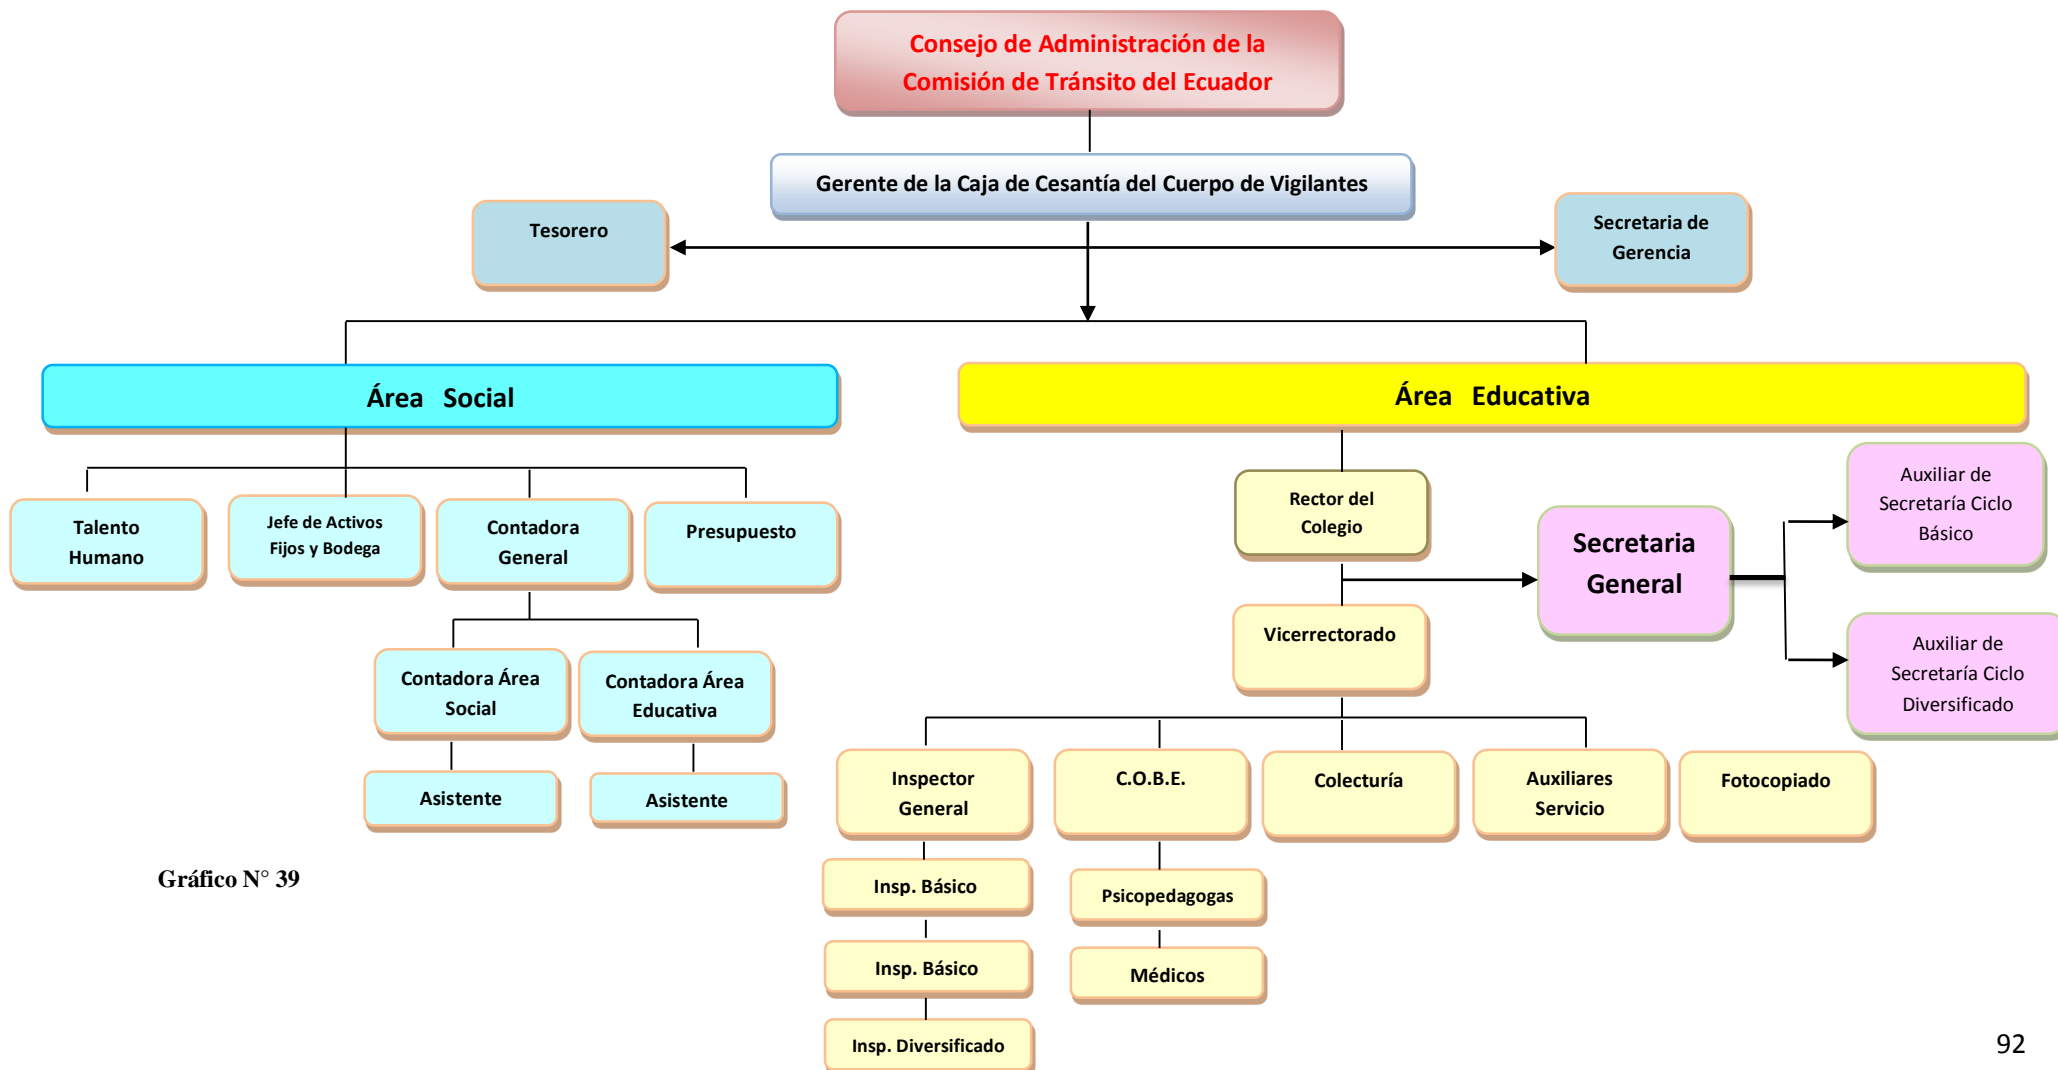 Consejo de Administración de la
Comisión de Tránsito del Ecuador
Gerente de la Caja de Cesantía del Cuerpo de Vigilantes
Tesorero
Secretaria de
Gerencia
Área Social
Área Educativa
Talento
Humano
Jefe de Activos
Fijos y Bodega
Contadora
General
Presupuesto
Contadora Área
Social
Contadora Área
Educativa
Asistente
Asistente
Rector del
Colegio
Secretaria
General
Auxiliar de
Secretaría Ciclo
Básico
Auxiliar de
Secretaría Ciclo
Diversificado
Vicerrectorado
Inspector
General
C.O.B.E.
Colecturía
Auxiliares
Servicio
Fotocopiado
Insp. Básico
Insp. Básico
Insp. Diversificado
Psicopedagogas
Médicos
Gráfico N° 39
92